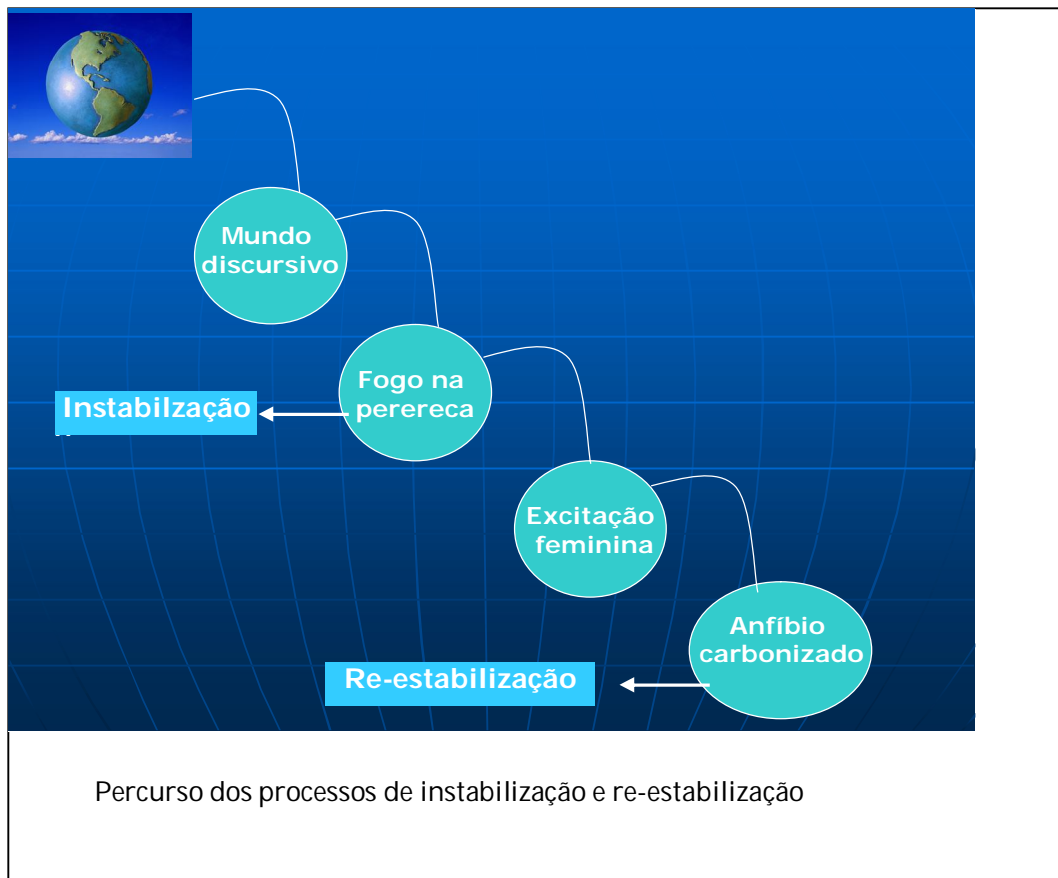 Mundo
discursivo
Fogo na
perereca
Instabilzação
Excitação
feminina
Anfíbio
carbonizado
Re-estabilização
Percurso dos processos de instabilização e re-estabilização